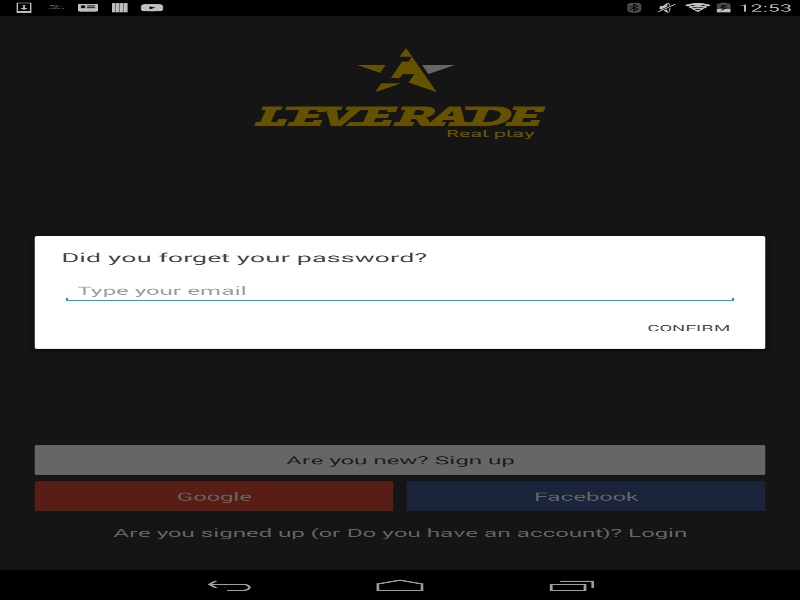 12:53
LEVERADE
Real play
Did you forget your password?
Type your email
CONFIRM
Are you new? Sign up
Google
Facebook
Are you signed up (or Do you have an account)? Login